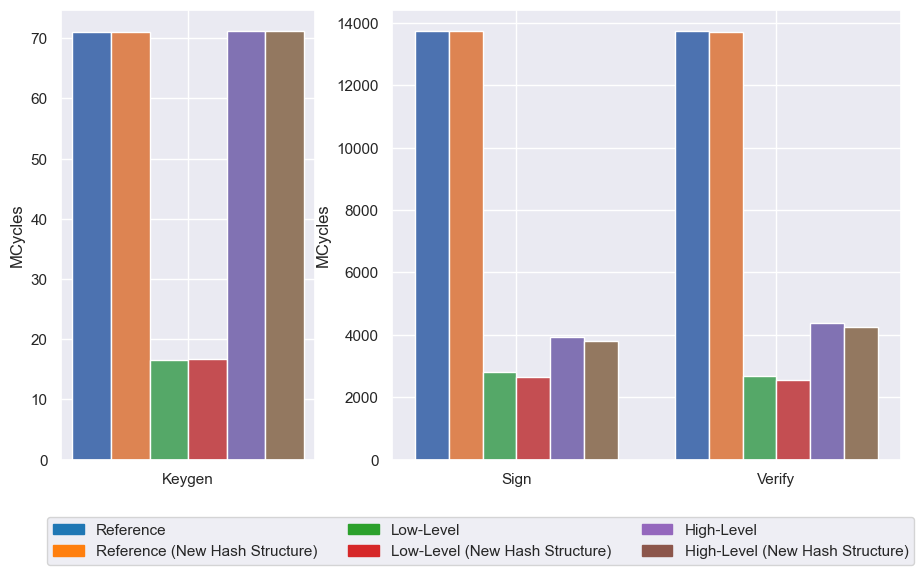 MCycles
70
60
50
40
30
20
10
0
Keygen
MCycles
14000
12000
10000
8000
6000
4000
2000
0
Sign
Verify
Reference
Reference (New Hash Structure)
Low-Level
Low-Level (New Hash Structure)
High-Level
High-Level (New Hash Structure)